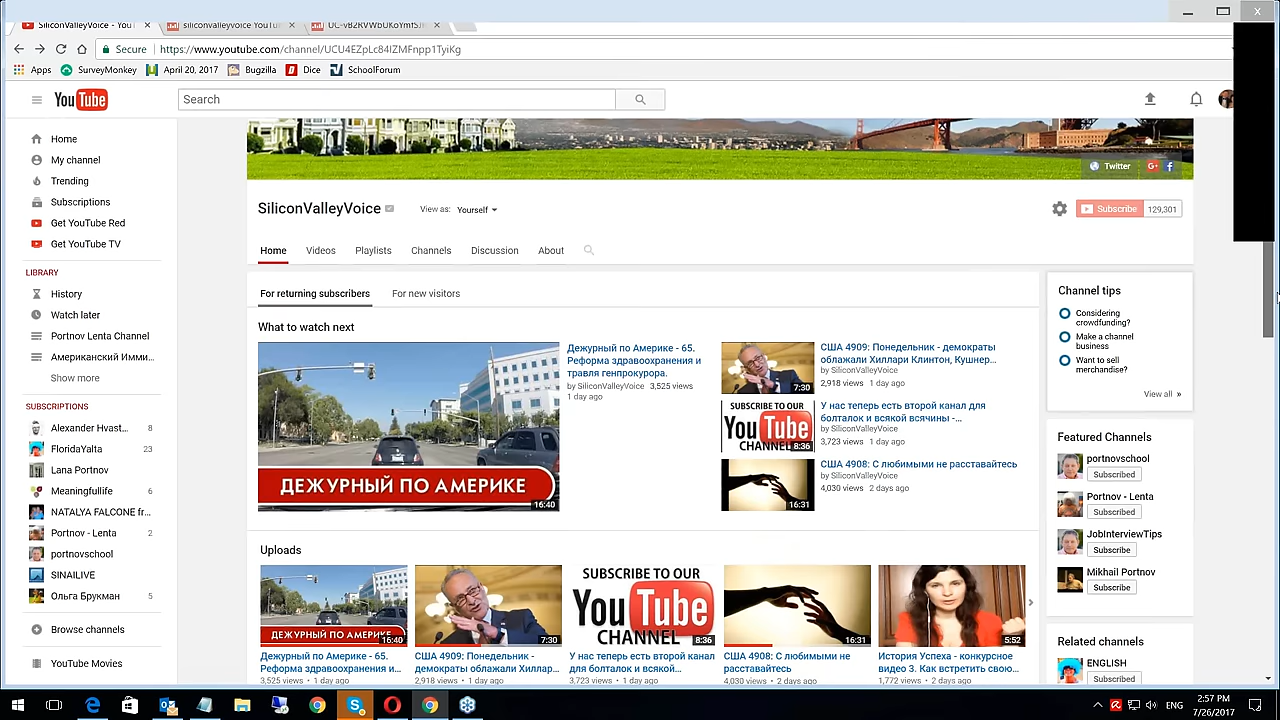 SiliconValleyVoice - YouT
siliconvalleyvoice YouTU
Secure
https://www.youtube.com/channel/UCU4EZpLc84IZMFnpp1TyiKg
Apps
SurveyMonkey
April 20, 2017
Bugzilla
Dice
SchoolForum
YouTube
Search
Home
My channel
Trending
Subscriptions
Get YouTube Red
Get YouTube TV
LIBRARY
History
Watch later
Portnov Lenta Channel
Американский Имми...
Show more
SUBSCRIPTIONS
Alexander Hvast... 8
FloridaYalta 23
Lana Portnov
Meaningfullife 6
NATALYA FALCONE fr...
Portnov - Lenta 2
portnovschool
SINAILIVE
Ольга Брукман 5
Browse channels
YouTube Movies
Twitter
SiliconValleyVoice
View as: Yourself
Subscribe 129,301
Home Videos Playlists Channels Discussion About
For returning subscribers For new visitors
What to watch next
ДЕЖУРНЫЙ ПО АМЕРИКЕ
16:40
Дежурный по Америке - 65.
Реформа здравоохранения и
травля генпрокурора.
by SiliconValleyVoice 3,525 views
1 day ago
7:30
США 4909: Понедельник - демократы
облажали Хиллари Клинтон, Кушнер...
by SiliconValleyVoice
2,918 views 1 day ago
SUBSCRIBE TO OUR
YouTube
CHANNEL
8:36
У нас теперь есть второй канал для
болталок и всякой всячины -...
by SiliconValleyVoice
3,723 views 1 day ago
16:31
США 4908: С любимыми не расставайтесь
by SiliconValleyVoice
4,030 views 2 days ago
Uploads
ДЕЖУРНЫЙ ПО АМЕРИКЕ
16:40
Дежурный по Америке - 65.
Реформа здравоохранения и...
3,525 views • 1 day ago
7:30
США 4909: Понедельник -
демократы облажали Хиллар...
2,918 views • 1 day ago
SUBSCRIBE TO OUR
YouTube
CHANNEL
8:36
У нас теперь есть второй канал
для болталок и всякой...
3,723 views • 1 day ago
16:31
США 4908: С любимыми не
расставайтесь
4,030 views • 2 days ago
5:52
История Успеха - конкурсное
видео 3. Как встретить свою...
1,772 views • 2 days ago
Channel tips
Considering
crowdfunding?
Make a channel
business
Want to sell
merchandise?
View all »
Featured Channels
portnovschool
Subscribed
Portnov - Lenta
Subscribed
JobInterviewTips
Subscribe
Mikhail Portnov
Subscribe
Related channels
ENGLISH
Subscribed
ENG
2:57 PM
7/26/2017